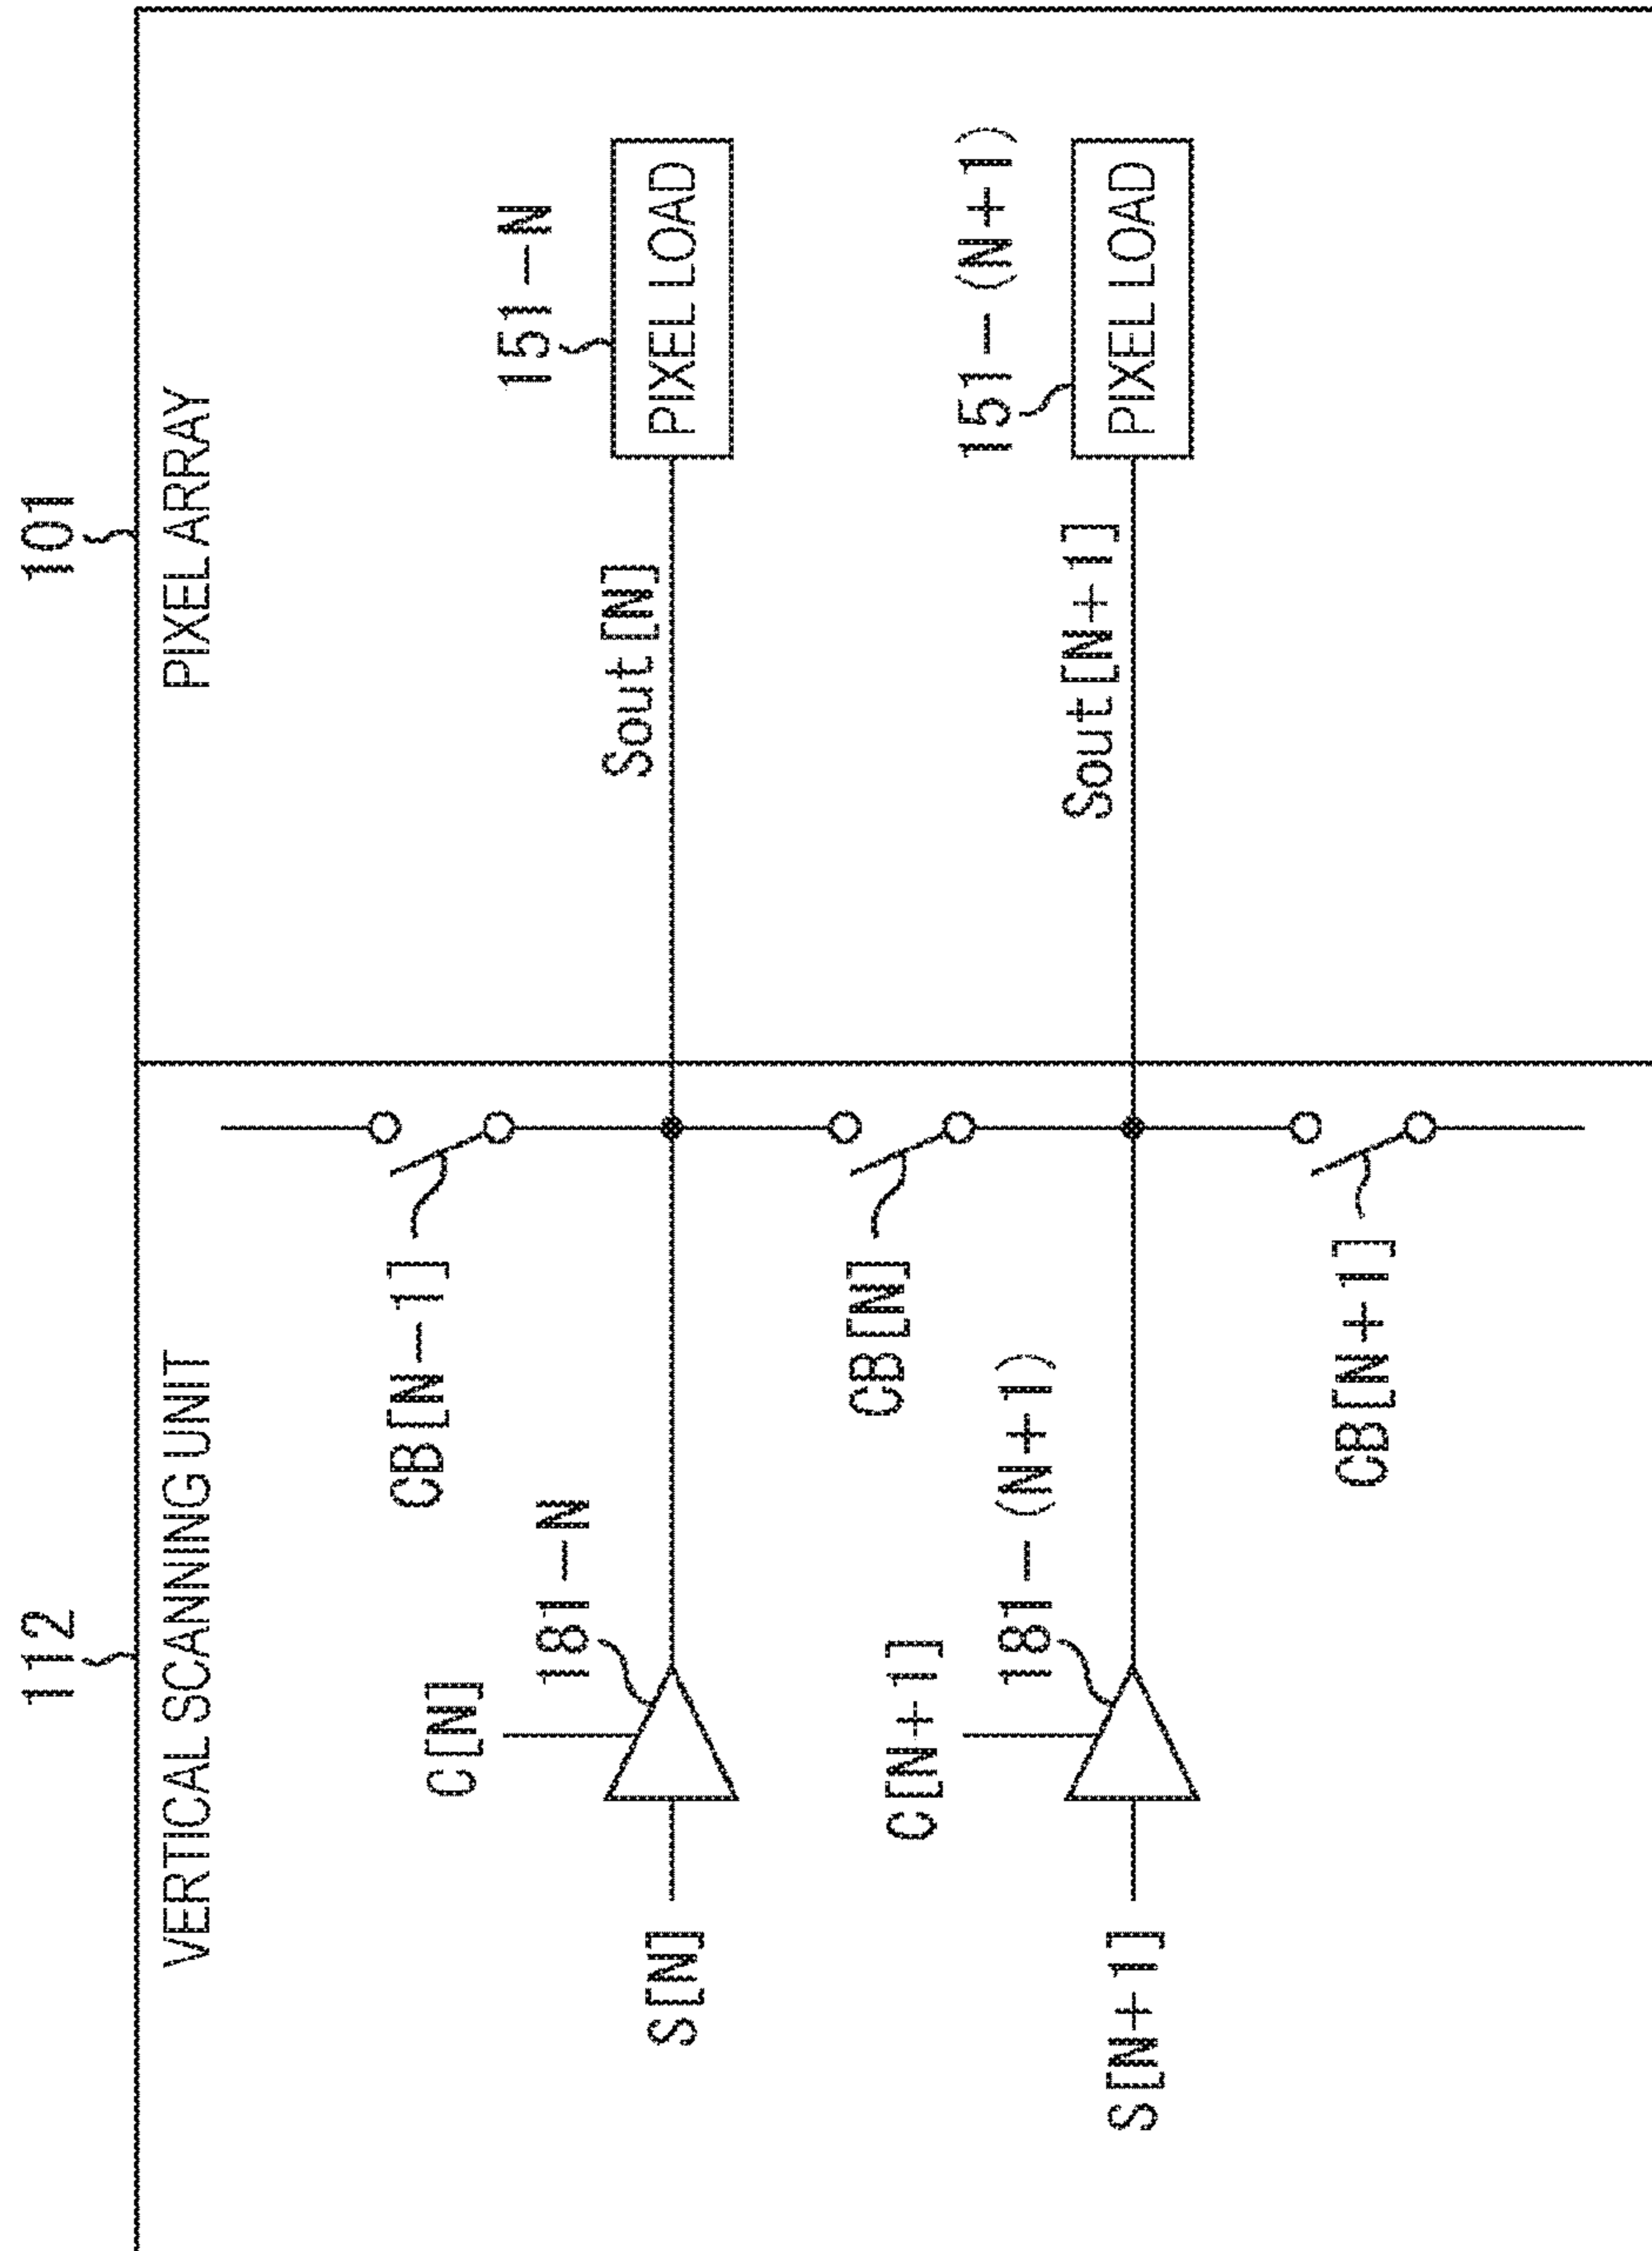 112
101
VERTICAL SCANNING UNIT
PIXEL ARRAY
CB[N-1]
C[N]
181-N
151-N
S[N]
Sout[N]
PIXEL LOAD
CB[N]
C[N+1]
181-(N+1)
151-(N+1)
S[N+1]
Sout[N+1]
PIXEL LOAD
CB[N+1]